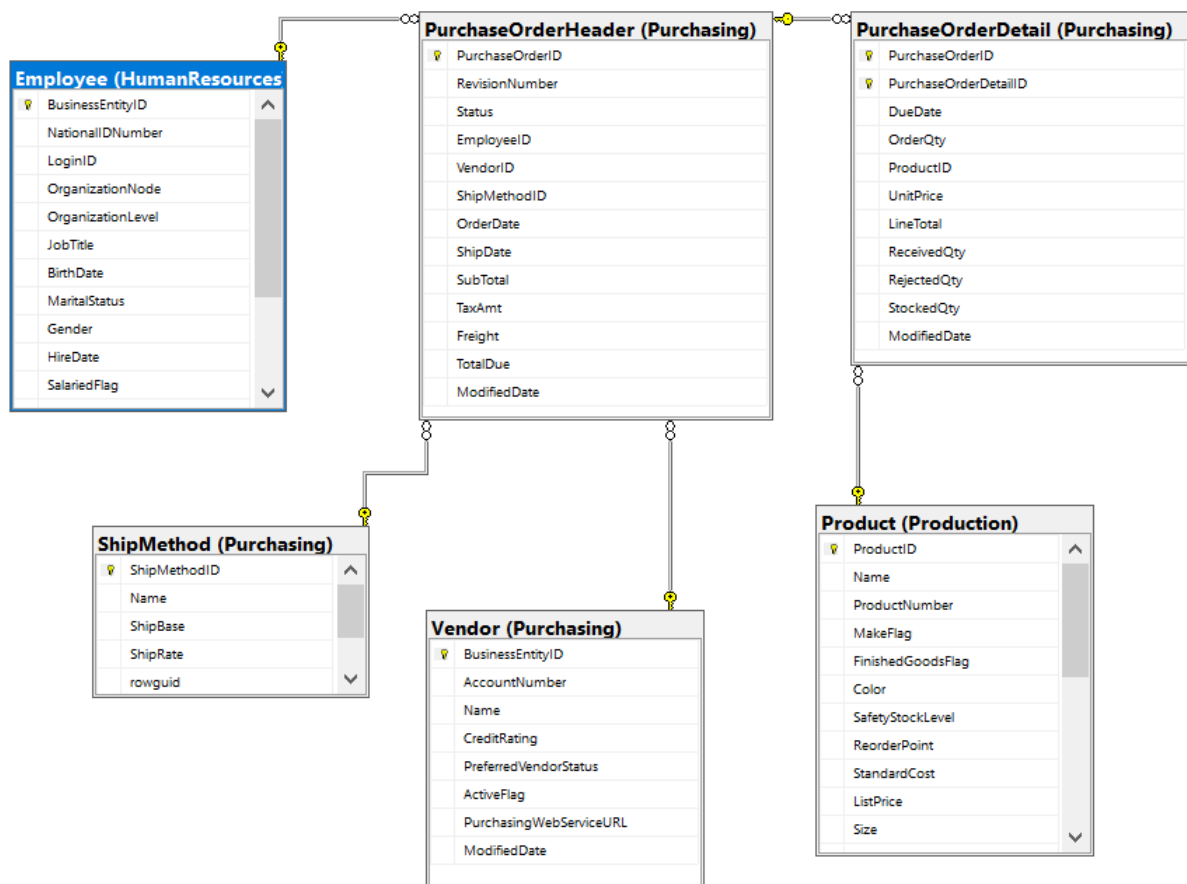 Employee (HumanResources
BusinessEntityID
NationalIDNumber
LoginID
OrganizationNode
OrganizationLevel
JobTitle
BirthDate
MaritalStatus
Gender
HireDate
SalariedFlag
PurchaseOrderHeader (Purchasing)
PurchaseOrderID
RevisionNumber
Status
EmployeeID
VendorID
ShipMethodID
OrderDate
ShipDate
SubTotal
TaxAmt
Freight
TotalDue
ModifiedDate
PurchaseOrderDetail (Purchasing)
PurchaseOrderID
PurchaseOrderDetailID
DueDate
OrderQty
ProductID
UnitPrice
LineTotal
ReceivedQty
RejectedQty
StockedQty
ModifiedDate
ShipMethod (Purchasing)
ShipMethodID
Name
ShipBase
ShipRate
rowguid
Vendor (Purchasing)
BusinessEntityID
AccountNumber
Name
CreditRating
PreferredVendorStatus
ActiveFlag
PurchasingWebServiceURL
ModifiedDate
Product (Production)
ProductID
Name
ProductNumber
MakeFlag
FinishedGoodsFlag
Color
SafetyStockLevel
ReorderPoint
StandardCost
ListPrice
Size